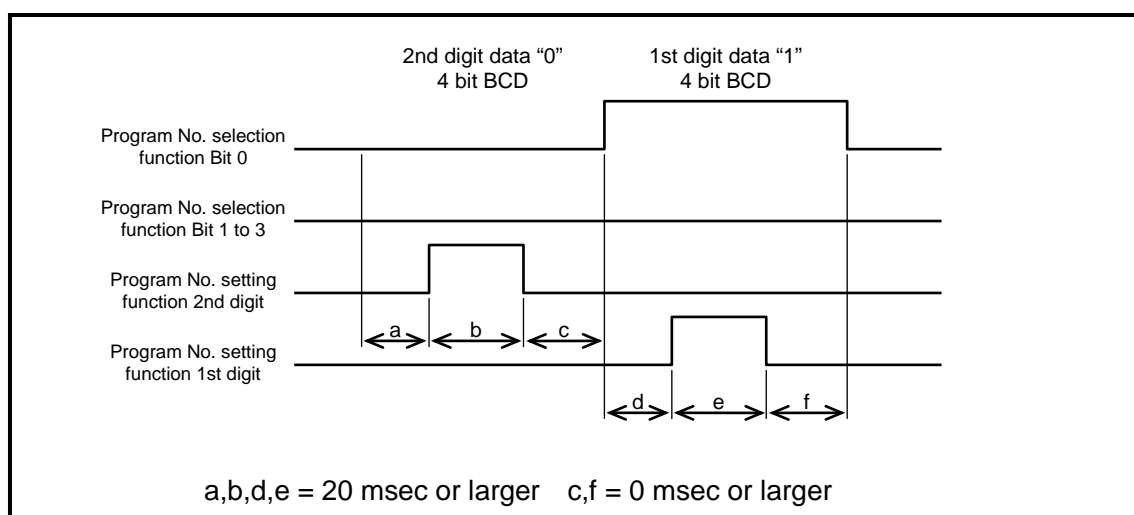 2nd digit data “0”
4 bit BCD
1st digit data “1”
4 bit BCD
Program No. selection
function Bit 0
Program No. selection
function Bit 1 to 3
Program No. setting
function 2nd digit
a
b
c
Program No. setting
function 1st digit
d
e
f
a,b,d,e = 20 msec or larger c,f = 0 msec or larger